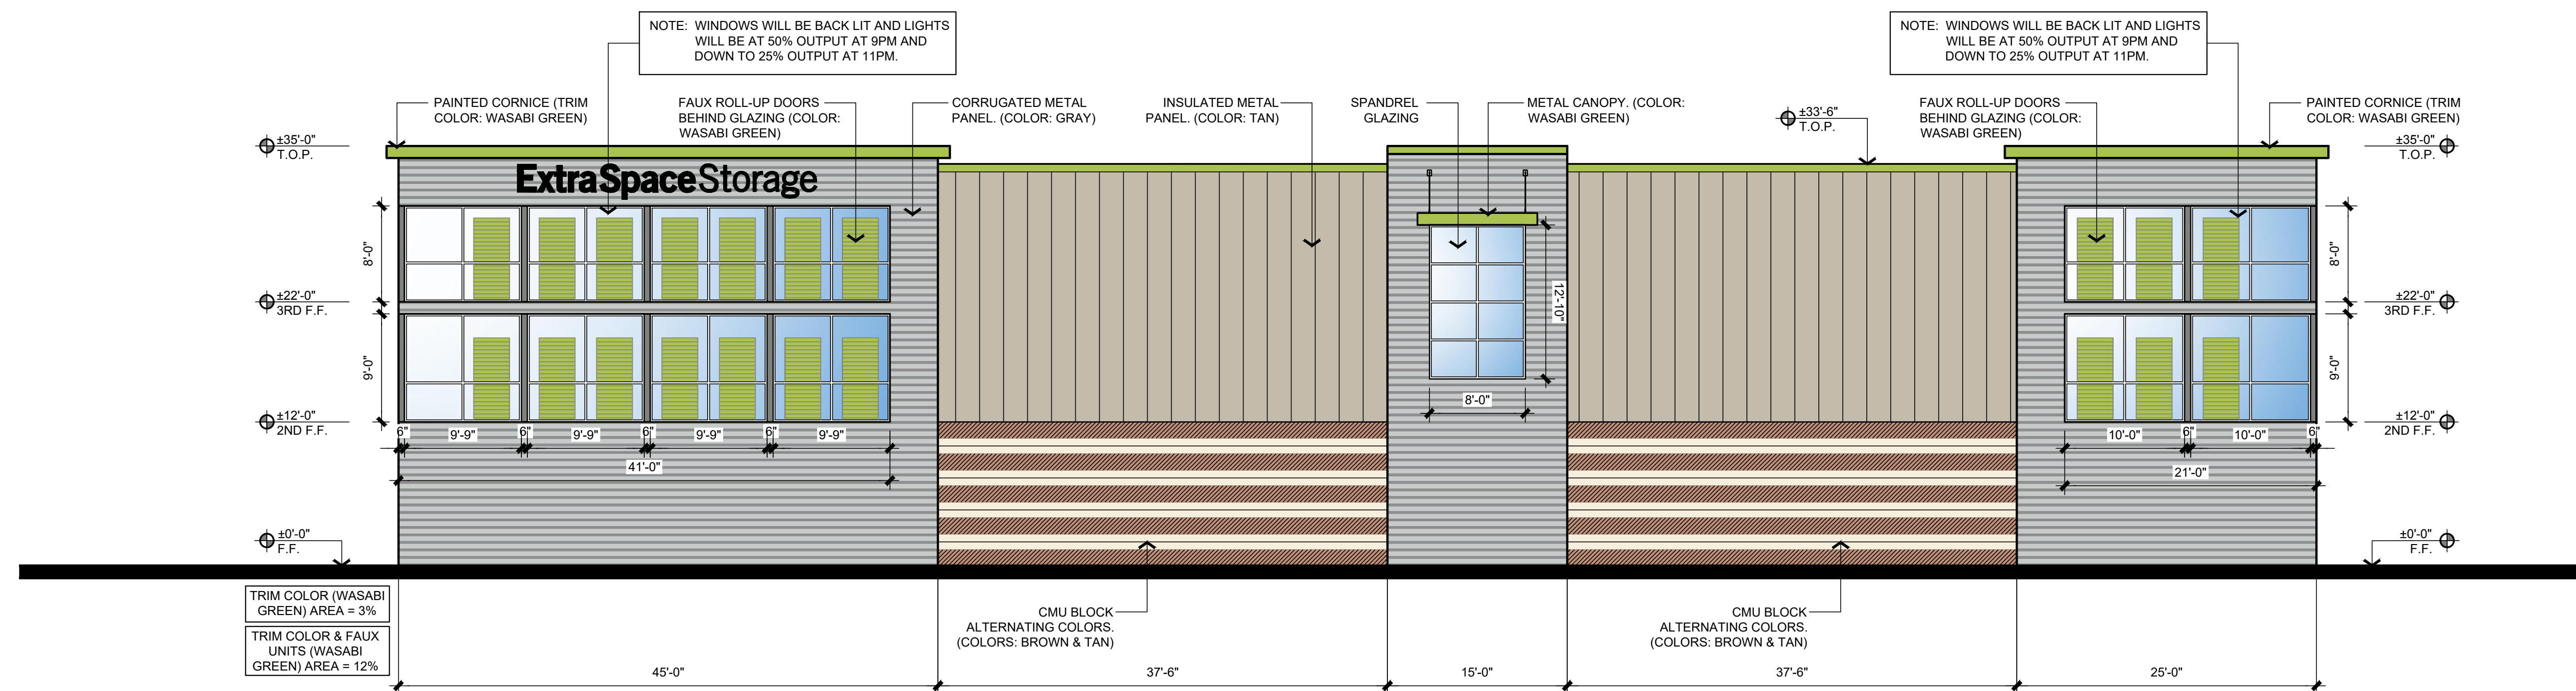 NOTE: WINDOWS WILL BE BACK LIT AND LIGHTS
WILL BE AT 50% OUTPUT AT 9PM AND
DOWN TO 25% OUTPUT AT 11PM.
NOTE: WINDOWS WILL BE BACK LIT AND LIGHTS
WILL BE AT 50% OUTPUT AT 9PM AND
DOWN TO 25% OUTPUT AT 11PM.
PAINTED CORNICE (TRIM
COLOR: WASABI GREEN)
FAUX ROLL-UP DOORS
BEHIND GLAZING (COLOR:
WASABI GREEN)
CORRUGATED METAL
PANEL. (COLOR: GRAY)
INSULATED METAL
PANEL. (COLOR: TAN)
SPANDREL
GLAZING
METAL CANOPY. (COLOR:
WASABI GREEN)
±33'-6"
T.O.P.
FAUX ROLL-UP DOORS
BEHIND GLAZING (COLOR:
WASABI GREEN)
PAINTED CORNICE (TRIM
COLOR: WASABI GREEN)
±35'-0"
T.O.P.
±35'-0"
T.O.P.
ExtraSpaceStorage
8'-0"
8'-0"
±22'-0"
3RD F.F.
±22'-0"
3RD F.F.
12'-10"
9'-0"
9'-0"
8'-0"
±12'-0"
2ND F.F.
±12'-0"
2ND F.F.
6"
9'-9"
6"
9'-9"
6"
9'-9"
6"
9'-9"
41'-0"
10'-0"
6"
10'-0"
6"
21'-0"
±0'-0"
F.F.
±0'-0"
F.F.
TRIM COLOR (WASABI
GREEN) AREA = 3%
TRIM COLOR & FAUX
UNITS (WASABI
GREEN) AREA = 12%
CMU BLOCK
ALTERNATING COLORS.
(COLORS: BROWN & TAN)
CMU BLOCK
ALTERNATING COLORS.
(COLORS: BROWN & TAN)
45'-0"
37'-6"
15'-0"
37'-6"
25'-0"